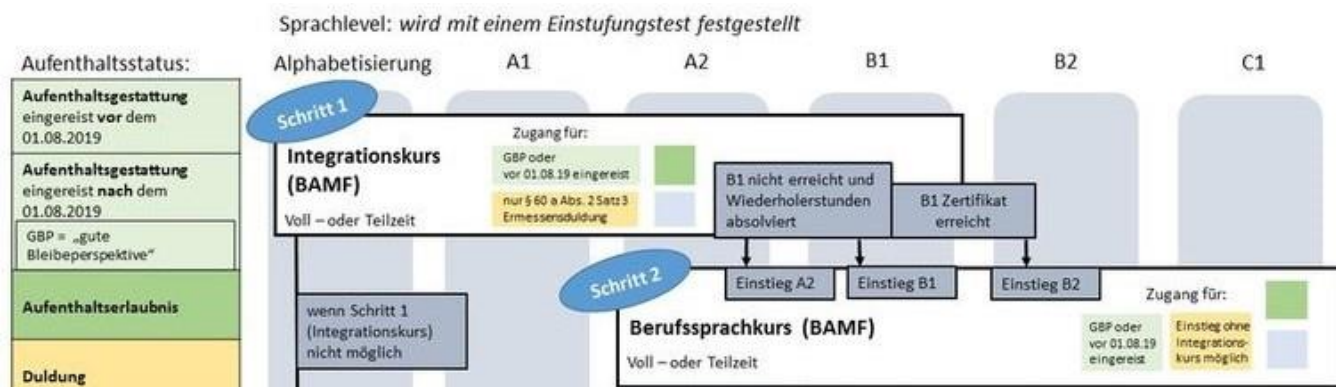 Sprachlevel: wird mit einem Einstufungstest festgestellt
Aufenthaltsstatus:
Alphabetisierung
A1
A2
B1
B2
C1
Aufenthaltsgestattung
eingereist vor dem
01.08.2019
Aufenthaltsgestattung
eingereist nach dem
01.08.2019
GBP = „gute
Bleibeperspektive"
Aufenthaltserlaubnis
Duldung
Schritt 1
Integrationskurs
(BAMF)
Voll – oder Teilzeit
Zugang für:
GBP oder
vor 01.08.19 eingereist
nur § 60 a Abs. 2 Satz 3
Ermessensduldung
B1 nicht erreicht und
Wiederholerstunden
absolviert
B1 Zertifikat
erreicht
wenn Schritt 1
(Integrationskurs)
nicht möglich
Schritt 2
Einstieg A2
Einstieg B1
Einstieg B2
Berufssprachkurs (BAMF)
Voll – oder Teilzeit
Zugang für:
GBP oder
vor 01.08.19
eingereist
Einstieg ohne
Integrations-
kurs möglich